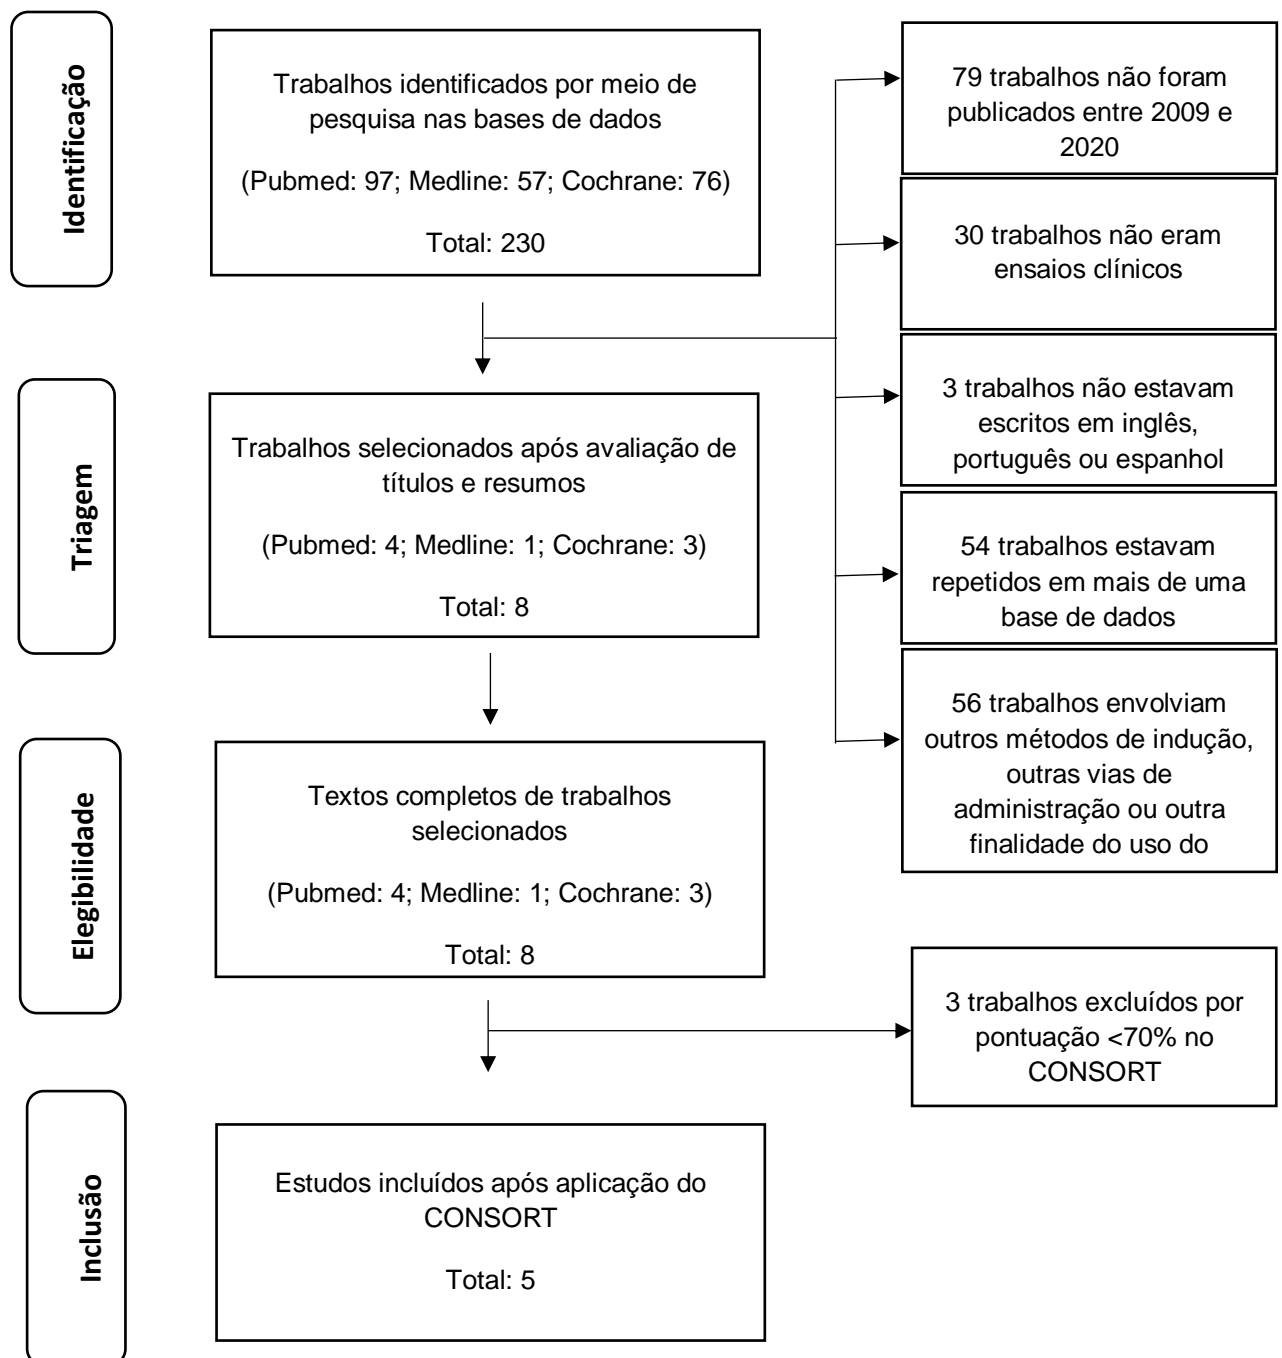 Identificação
Trabalhos identificados por meio de
pesquisa nas bases de dados
(Pubmed: 97; Medline: 57; Cochrane: 76)
Total: 230
79 trabalhos não foram
publicados entre 2009 e
2020
30 trabalhos não eram
ensaios clínicos
3 trabalhos não estavam
escritos em inglês,
português ou espanhol
54 trabalhos estavam
repetidos em mais de uma
base de dados
56 trabalhos envolviam
outros métodos de indução,
outras vias de
administração ou outra
finalidade do uso do
Triagem
Trabalhos selecionados após avaliação de
títulos e resumos
(Pubmed: 4; Medline: 1; Cochrane: 3)
Total: 8
Elegibilidade
Textos completos de trabalhos
selecionados
(Pubmed: 4; Medline: 1; Cochrane: 3)
Total: 8
3 trabalhos excluídos por
pontuação <70% no
CONSORT
Inclusão
Estudos incluídos após aplicação do
CONSORT
Total: 5